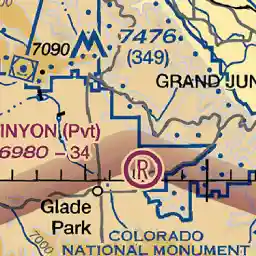 7476
7090
(349)
GRAND JUN
INYON (Pvt)
6980 - 34
R
Glade
Park
7000
COLORADO
NATIONAL MONUMENT